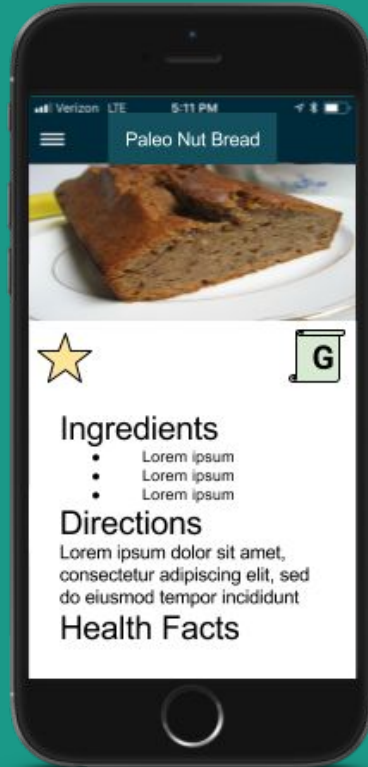 Verizon LTE 5:11 PM
Paleo Nut Bread
G
Ingredients
• Lorem ipsum
• Lorem ipsum
• Lorem ipsum
Directions
Lorem ipsum dolor sit amet,
consectetur adipiscing elit, sed
do eiusmod tempor incididunt
Health Facts